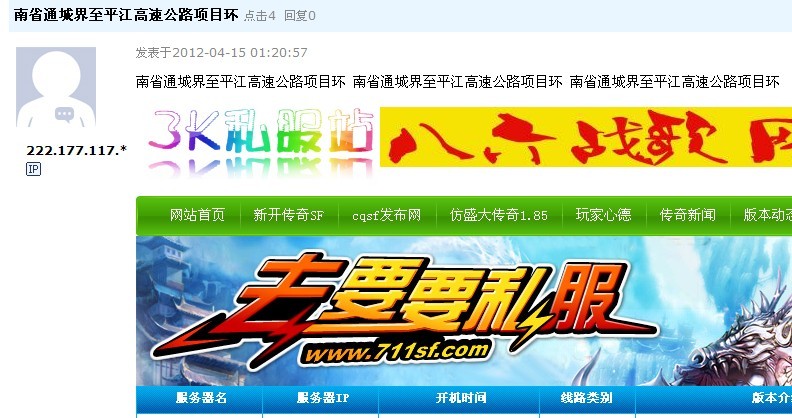 南省通城界至平江高速公路项目环 点击4 回复0
发表于2012-04-15 01:20:57
南省通城界至平江高速公路项目环 南省通城界至平江高速公路项目环 南省通城界至平江高速公路项目环
222.177.117.*
IP
3K私服站
八六战歌
网站首页 新开传奇SF cqsf发布网 仿盛大传奇1.85 玩家心德 传奇新闻 版本动态
去要要私服
www.711sf.com
服务器名 服务器IP 开机时间 线路类别 版本介